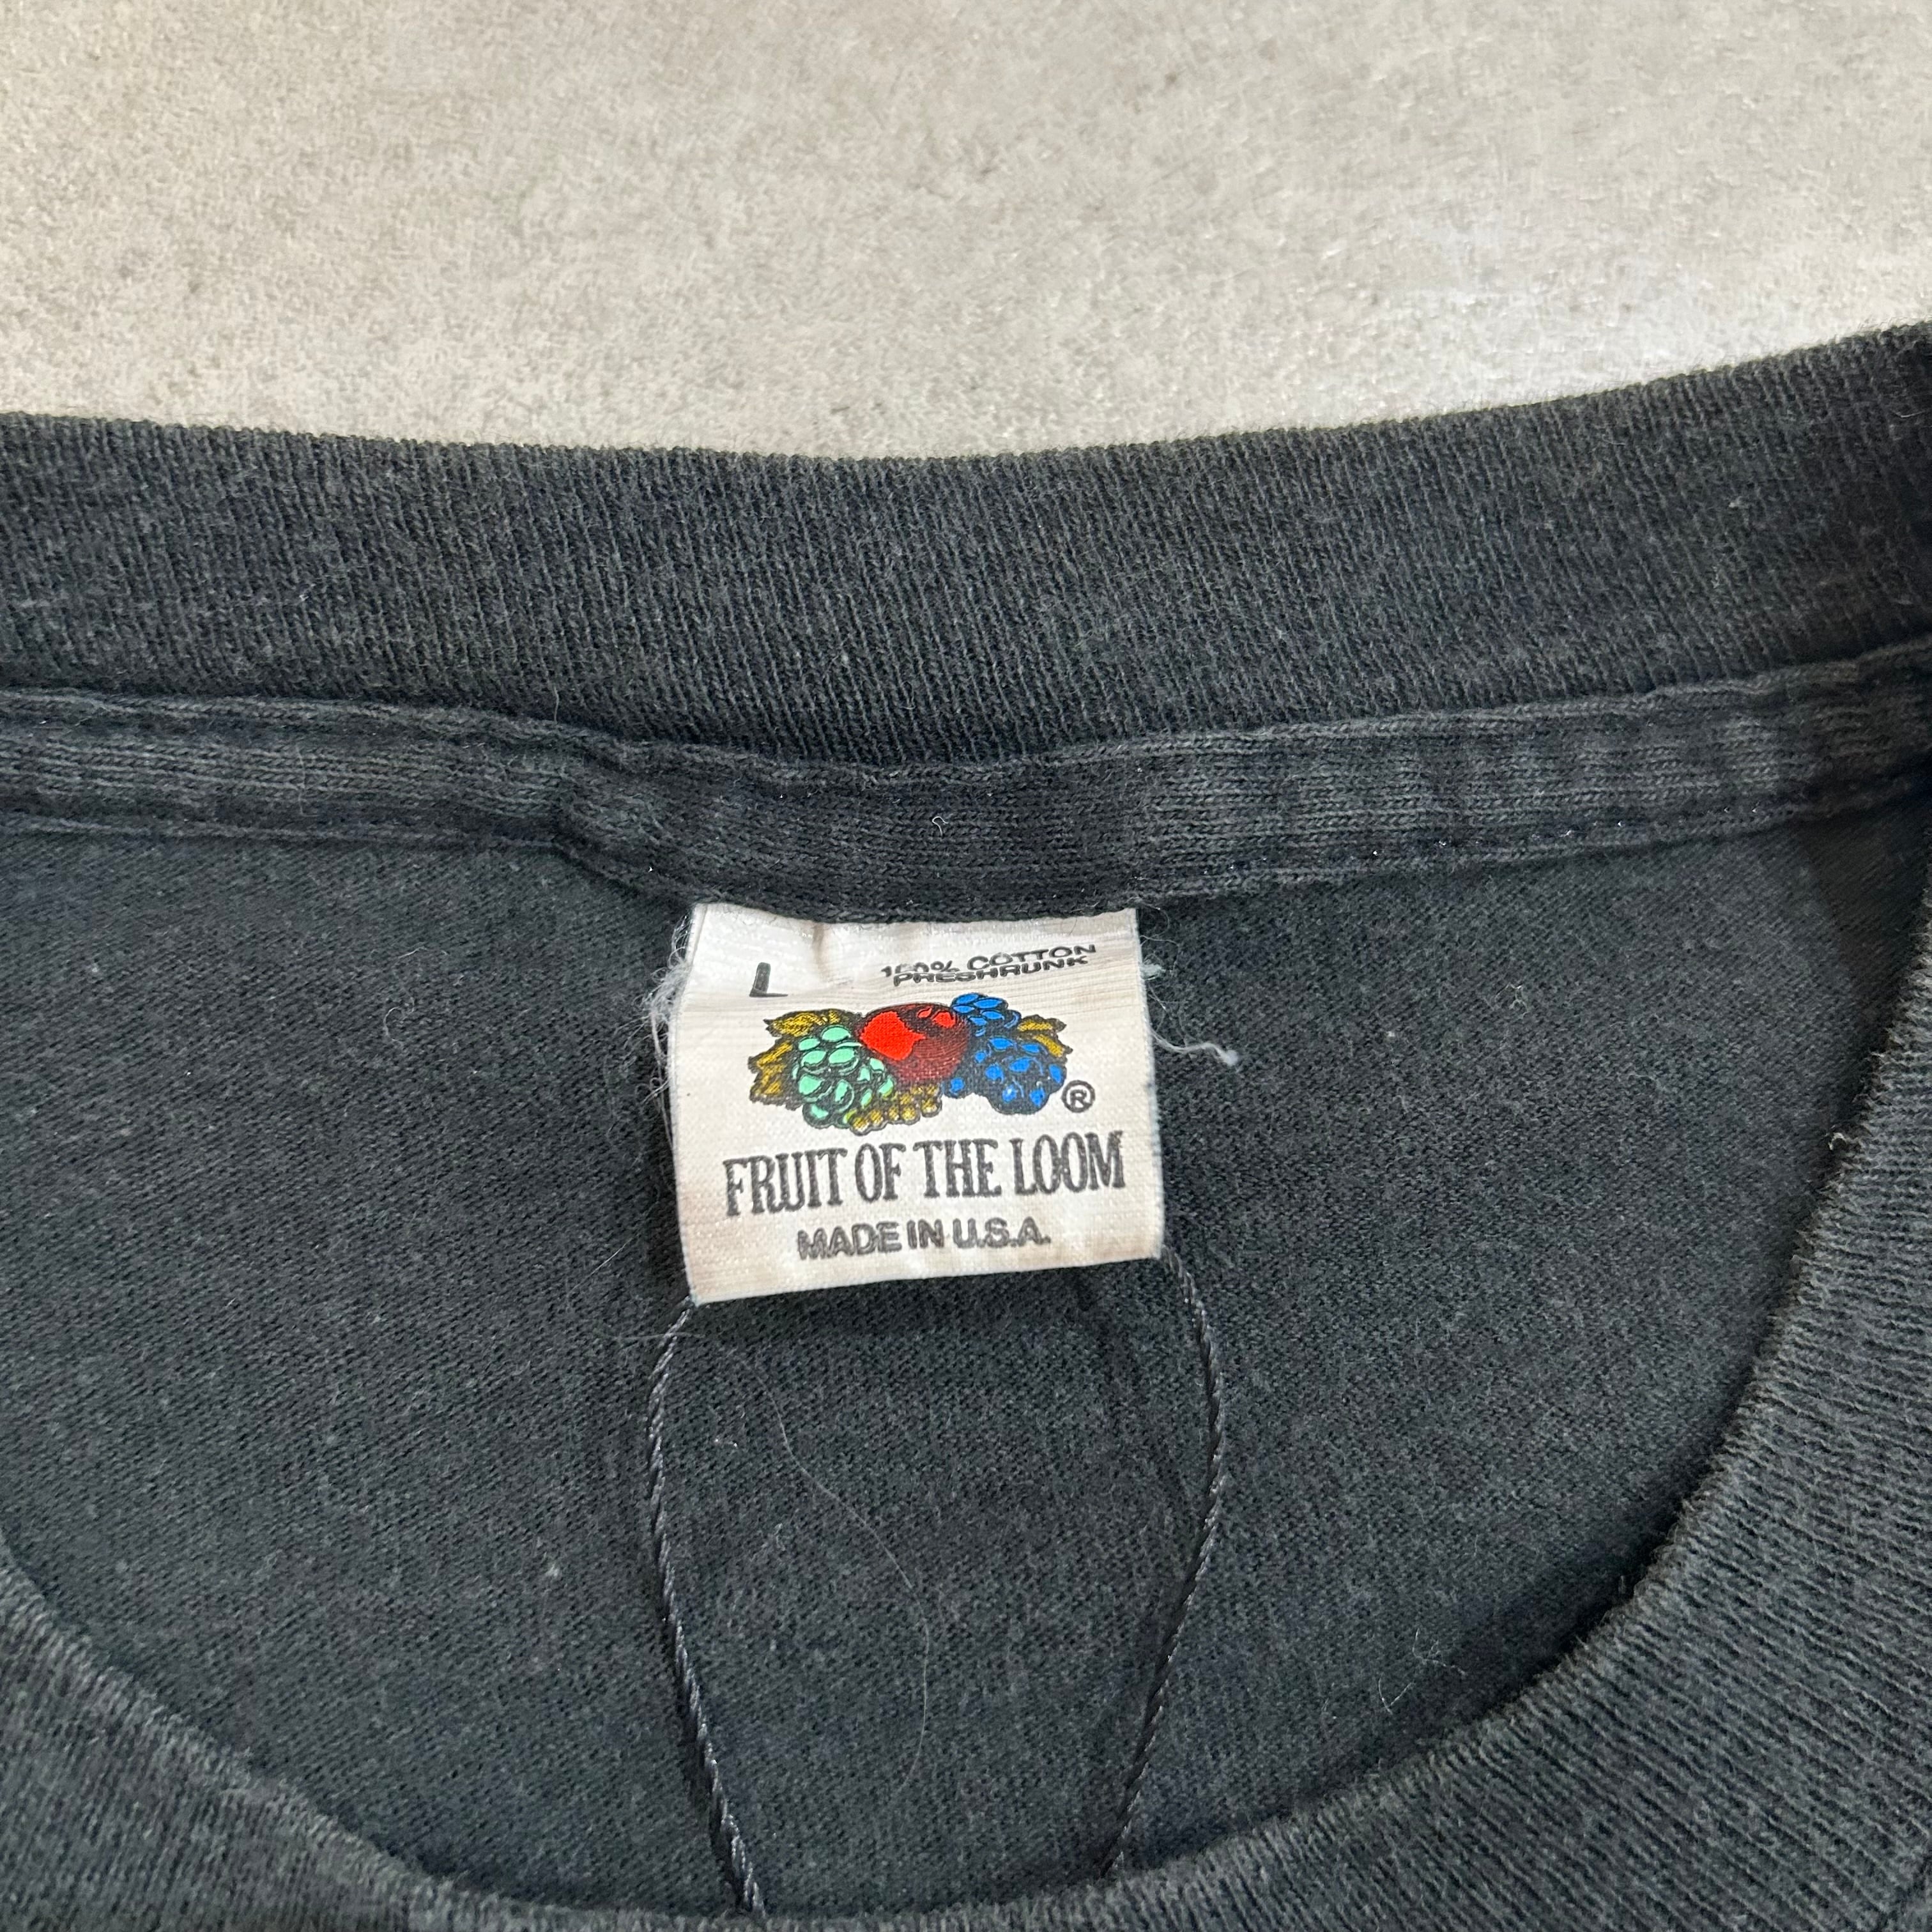 L
100% COTTON
PRESHRUNK
®
FRUIT OF THE LOOM
MADE IN U.S.A.